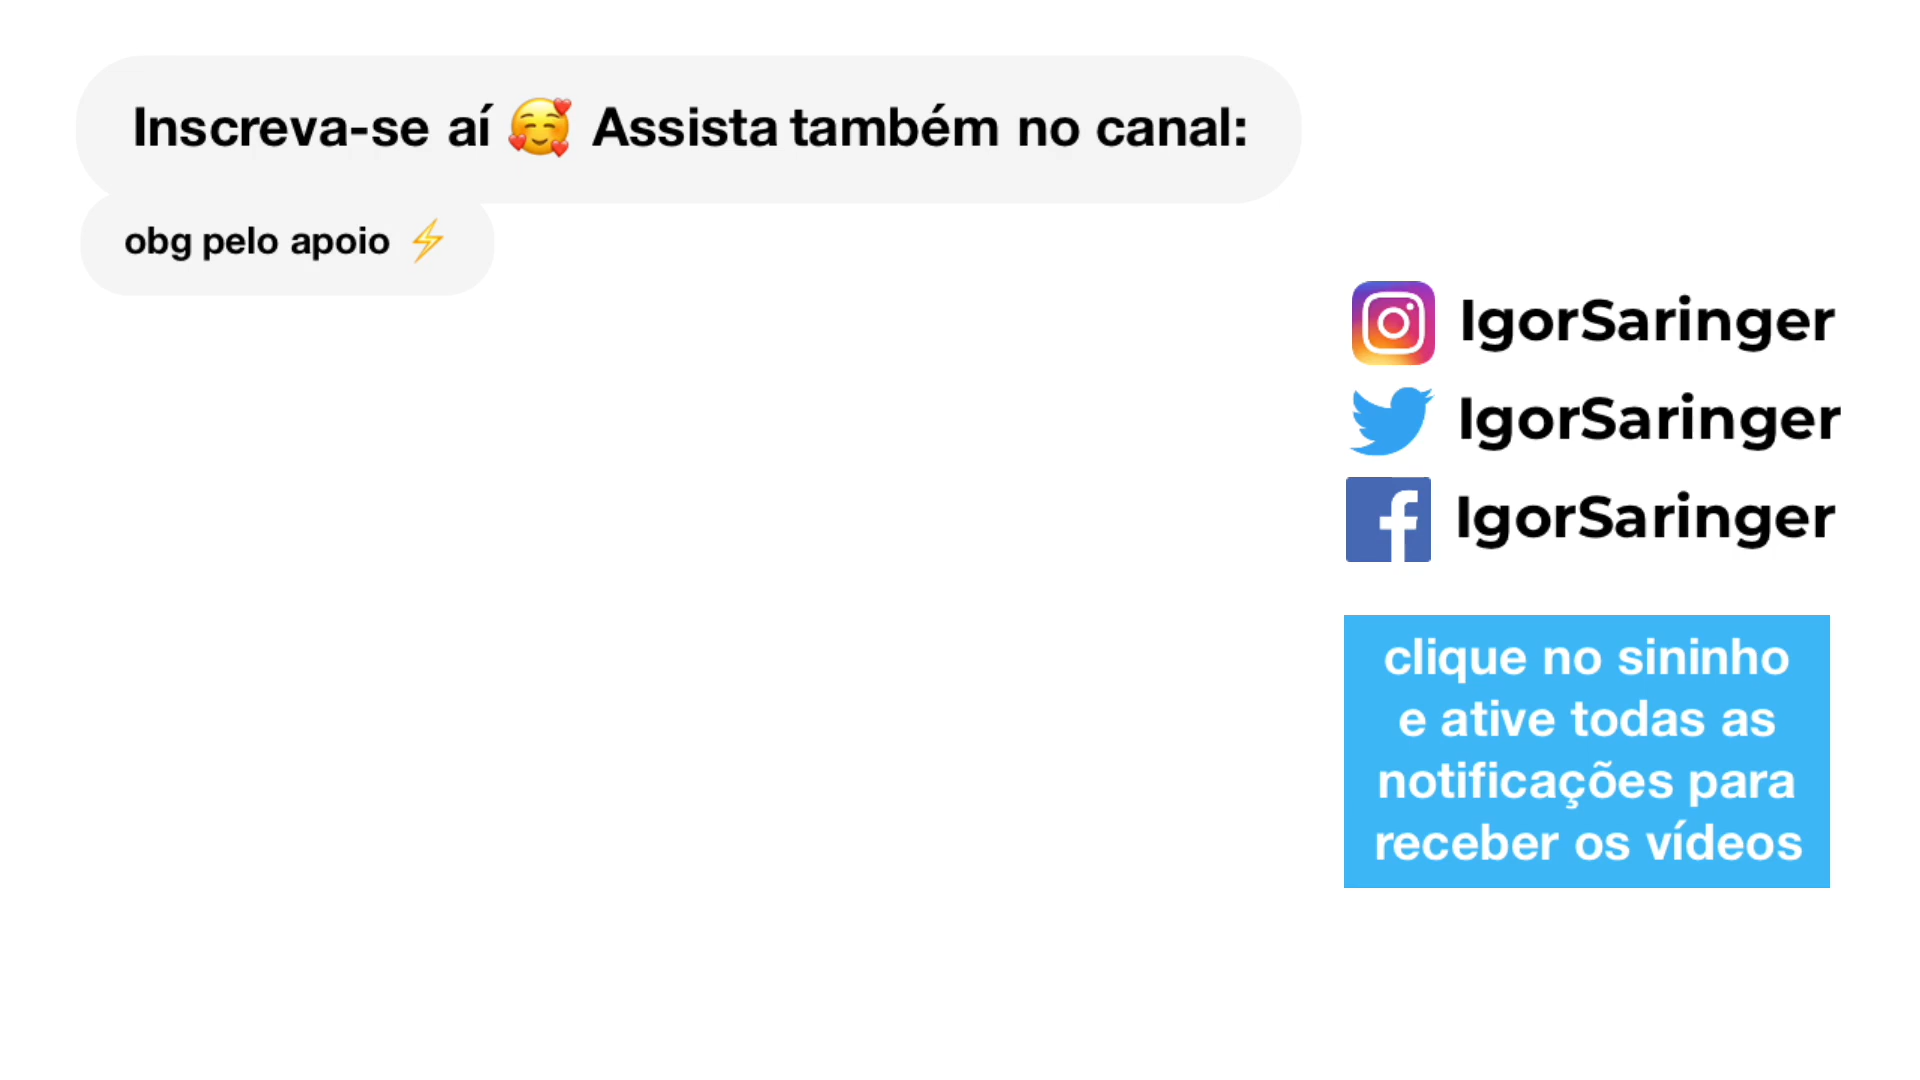 Inscreva-se aí 🥰 Assista também no canal:
obg pelo apoio ⚡
IgorSaringer
IgorSaringer
IgorSaringer
clique no sininho
e ative todas as
notificações para
receber os vídeos